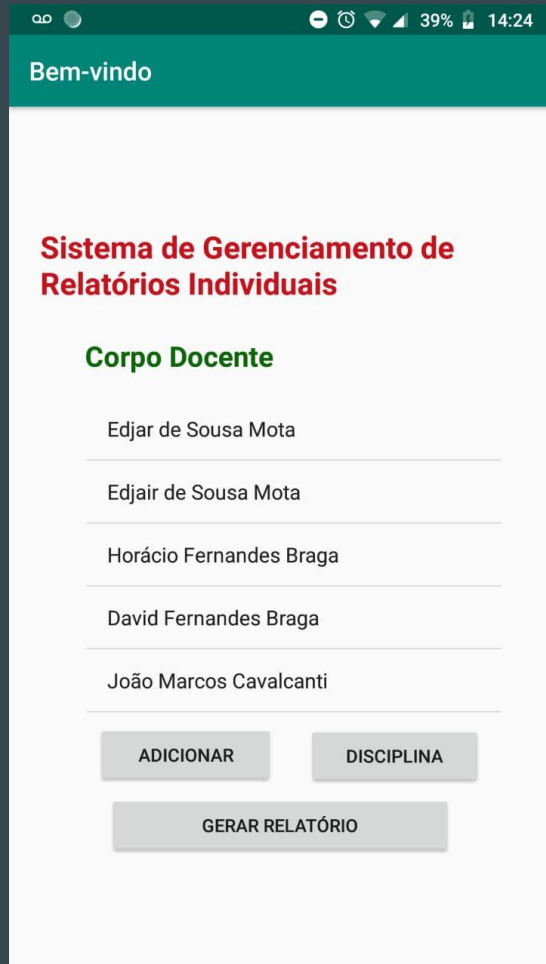 39% 14:24
Bem-vindo
Sistema de Gerenciamento de
Relatórios Individuais
Corpo Docente
Edjar de Sousa Mota
Edjair de Sousa Mota
Horácio Fernandes Braga
David Fernandes Braga
João Marcos Cavalcanti
ADICIONAR DISCIPLINA
GERAR RELATÓRIO